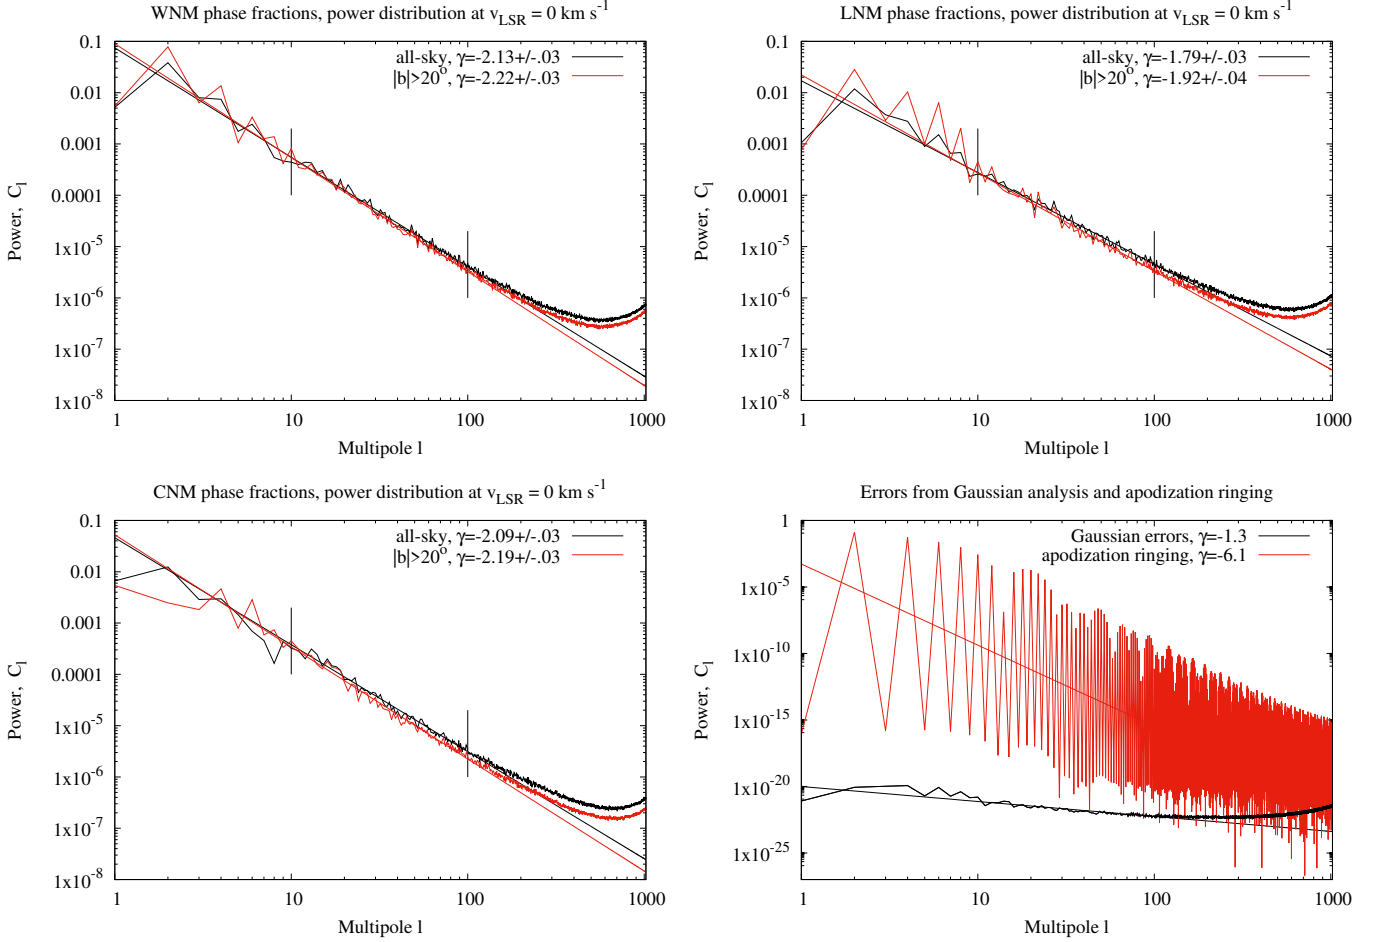 WNM phase fractions, power distribution at v_LSR = 0 km s^-1
all-sky, γ=-2.13+/-.03
|b|>20°, γ=-2.22+/-.03
0.1
0.01
0.001
0.0001
1x10^-5
1x10^-6
1x10^-7
1x10^-8
Power, C_l
1 10 100 1000
Multipole l
LNM phase fractions, power distribution at v_LSR = 0 km s^-1
all-sky, γ=-1.79+/-.03
|b|>20°, γ=-1.92+/-.04
0.1
0.01
0.001
0.0001
1x10^-5
1x10^-6
1x10^-7
1x10^-8
Power, C_l
1 10 100 1000
Multipole l
CNM phase fractions, power distribution at v_LSR = 0 km s^-1
all-sky, γ=-2.09+/-.03
|b|>20°, γ=-2.19+/-.03
0.1
0.01
0.001
0.0001
1x10^-5
1x10^-6
1x10^-7
1x10^-8
Power, C_l
1 10 100 1000
Multipole l
Errors from Gaussian analysis and apodization ringing
Gaussian errors, γ=-1.3
apodization ringing, γ=-6.1
1
1x10^-5
1x10^-10
1x10^-15
1x10^-20
1x10^-25
Power, C_l
1 10 100 1000
Multipole l